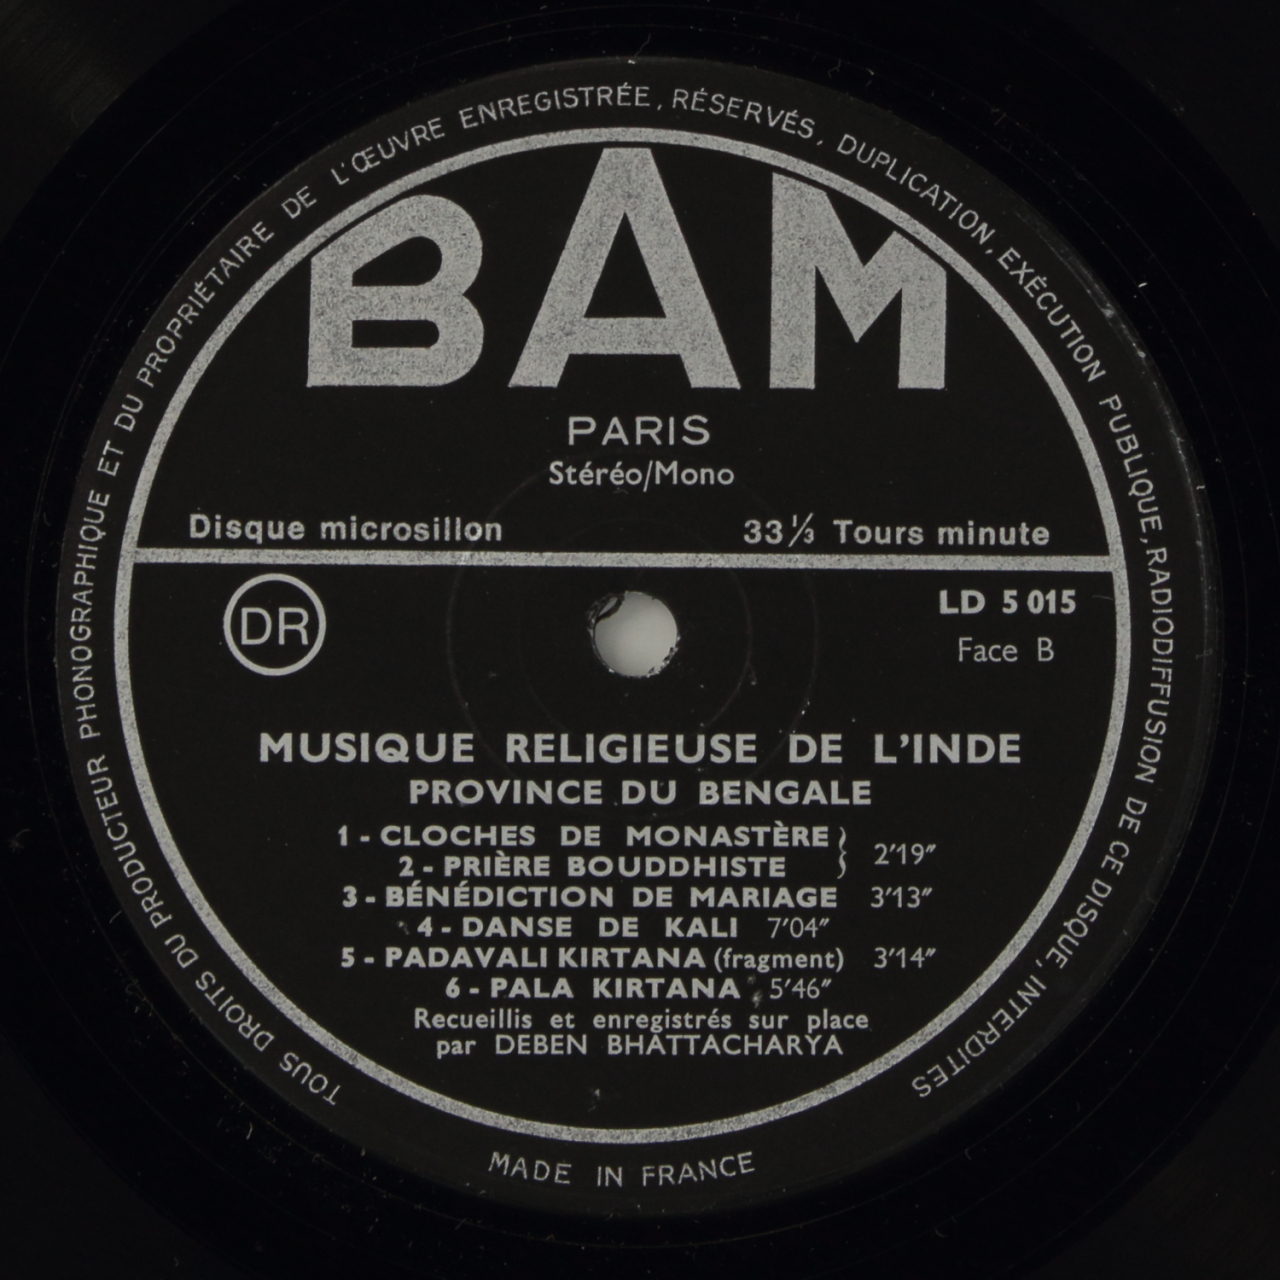 TOUS DROITS DU PRODUCTEUR PHONOGRAPHIQUE ET DU PROPRIÉTAIRE DE L'ŒUVRE ENREGISTRÉE, RÉSERVÉS, DUPLICATION, EXÉCUTION PUBLIQUE, RADIODIFFUSION DE CE DISQUE, INTERDITES
BAM
PARIS
Stéréo/Mono
Disque microsillon 33 1/3 Tours minute
DR LD 5 015
Face B
MUSIQUE RELIGIEUSE DE L'INDE
PROVINCE DU BENGALE
1 - CLOCHES DE MONASTÈRE
2 - PRIÈRE BOUDDHISTE } 2'19"
3 - BÉNÉDICTION DE MARIAGE 3'13"
4 - DANSE DE KALI 7'04"
5 - PADAVALI KIRTANA (fragment) 3'14"
6 - PALA KIRTANA 5'46"
Recueillis et enregistrés sur place
par DEBEN BHATTACHARYA
MADE IN FRANCE